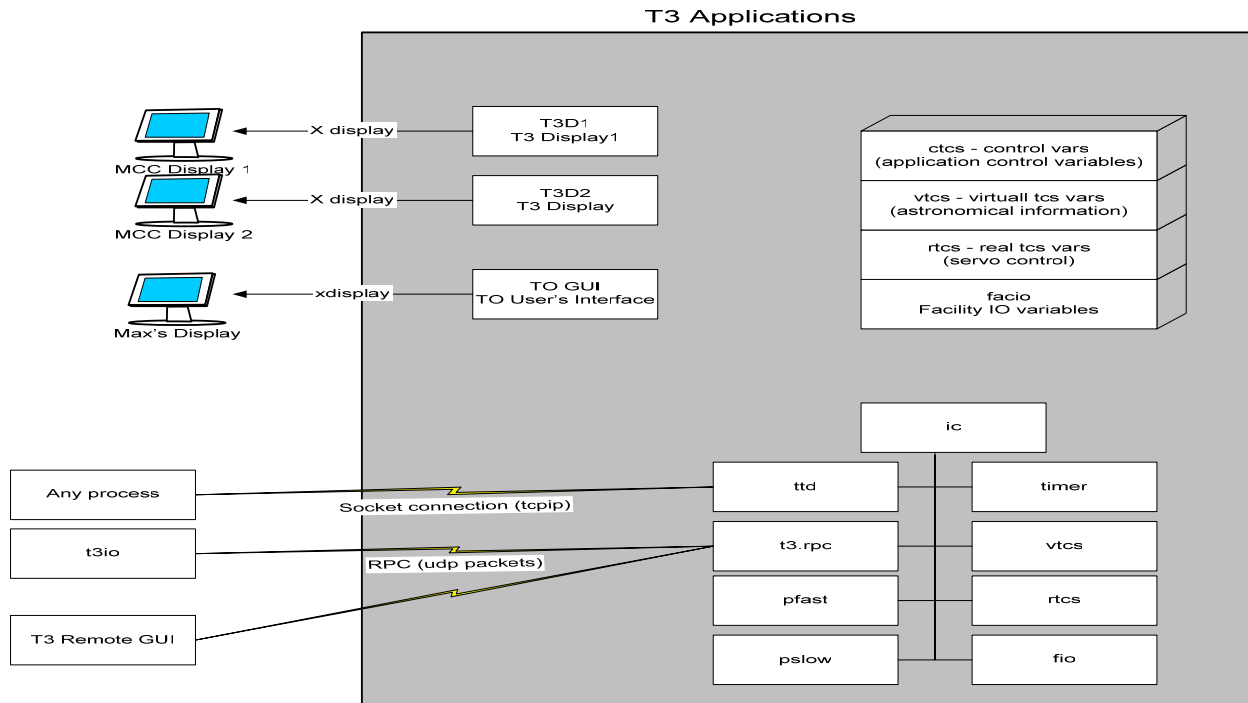 T3 Applications
X display
T3D1
T3 Display1
MCC Display 1
X display
T3D2
T3 Display
MCC Display 2
xdisplay
TO GUI
TO User's Interface
Max's Display
ctcs - control vars
(application control variables)
vtcs - virtuall tcs vars
(astronomical information)
rtcs - real tcs vars
(servo control)
facio
Facility IO variables
ic
Any process
Socket connection (tcpip)
ttd
timer
t3io
RPC (udp packets)
t3.rpc
vtcs
pfast
rtcs
T3 Remote GUI
pslow
fio